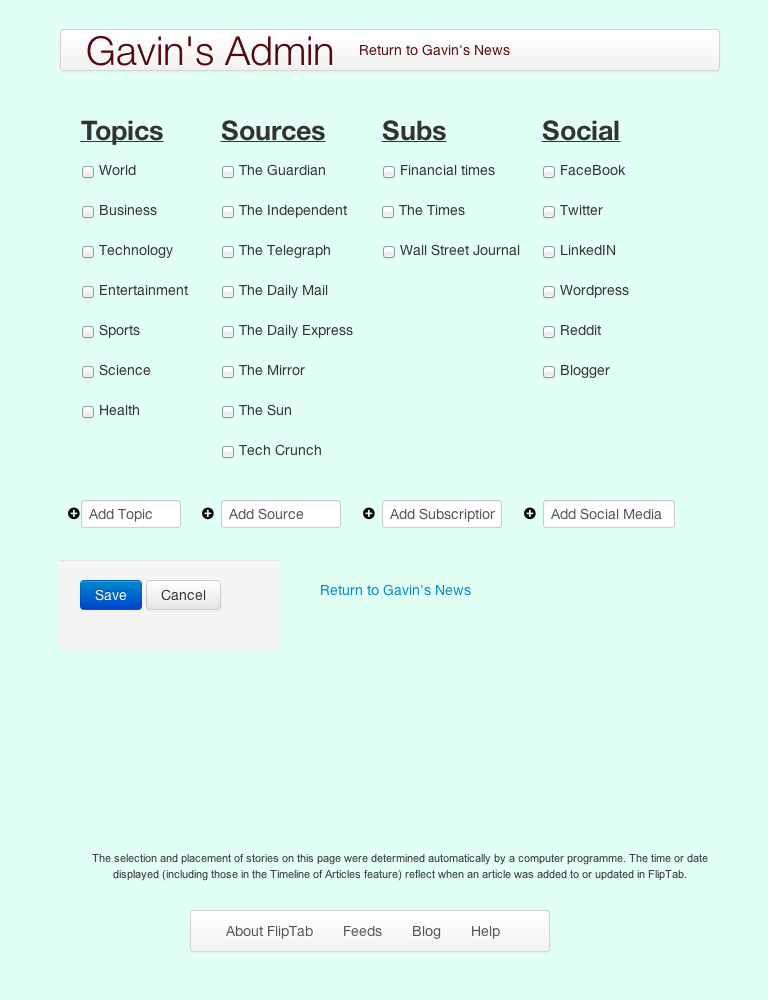 Gavin's Admin Return to Gavin's News
Topics
World
Business
Technology
Entertainment
Sports
Science
Health
Sources
The Guardian
The Independent
The Telegraph
The Daily Mail
The Daily Express
The Mirror
The Sun
Tech Crunch
Subs
Financial times
The Times
Wall Street Journal
Social
FaceBook
Twitter
LinkedIN
Wordpress
Reddit
Blogger
Add Topic
Add Source
Add Subscription
Add Social Media
Save
Cancel
Return to Gavin's News
The selection and placement of stories on this page were determined automatically by a computer programme. The time or date
displayed (including those in the Timeline of Articles feature) reflect when an article was added to or updated in FlipTab.
About FlipTab Feeds Blog Help